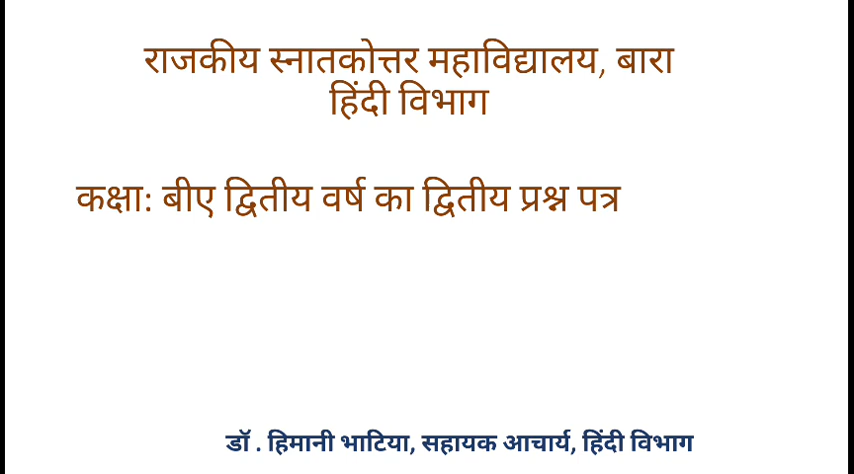 राजकीय स्नातकोत्तर महाविद्यालय, बारा
हिंदी विभाग
कक्षा: बीए द्वितीय वर्ष का द्वितीय प्रश्न पत्र
डॉ . हिमानी भाटिया, सहायक आचार्य, हिंदी विभाग